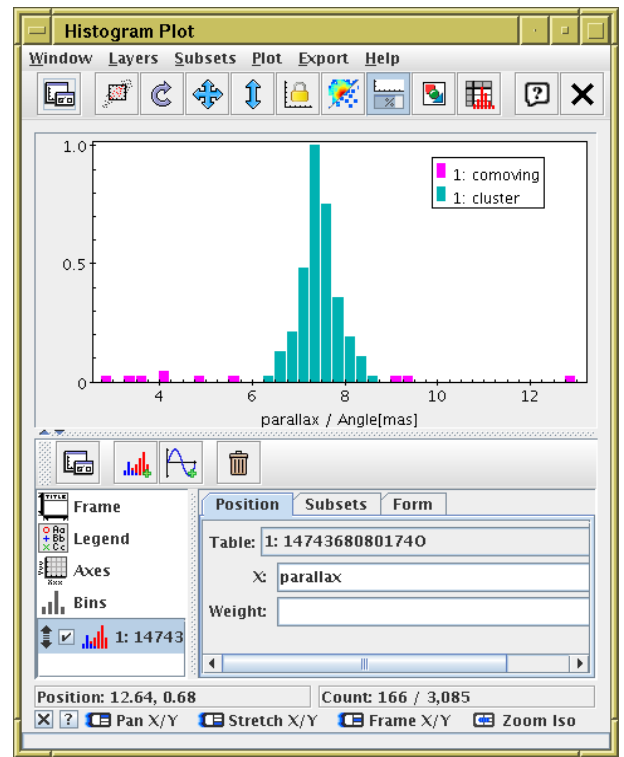 Histogram Plot
Window Layers Subsets Plot Export Help
1.0
0.5
0
1: comoving
1: cluster
4 6 8 10 12
parallax / Angle[mas]
Frame
Legend
Axes
Bins
1: 14743
Position Subsets Form
Table: 1: 1474368080174O
X: parallax
Weight:
Position: 12.64, 0.68 Count: 166 / 3,085
Pan X/Y Stretch X/Y Frame X/Y Zoom Iso